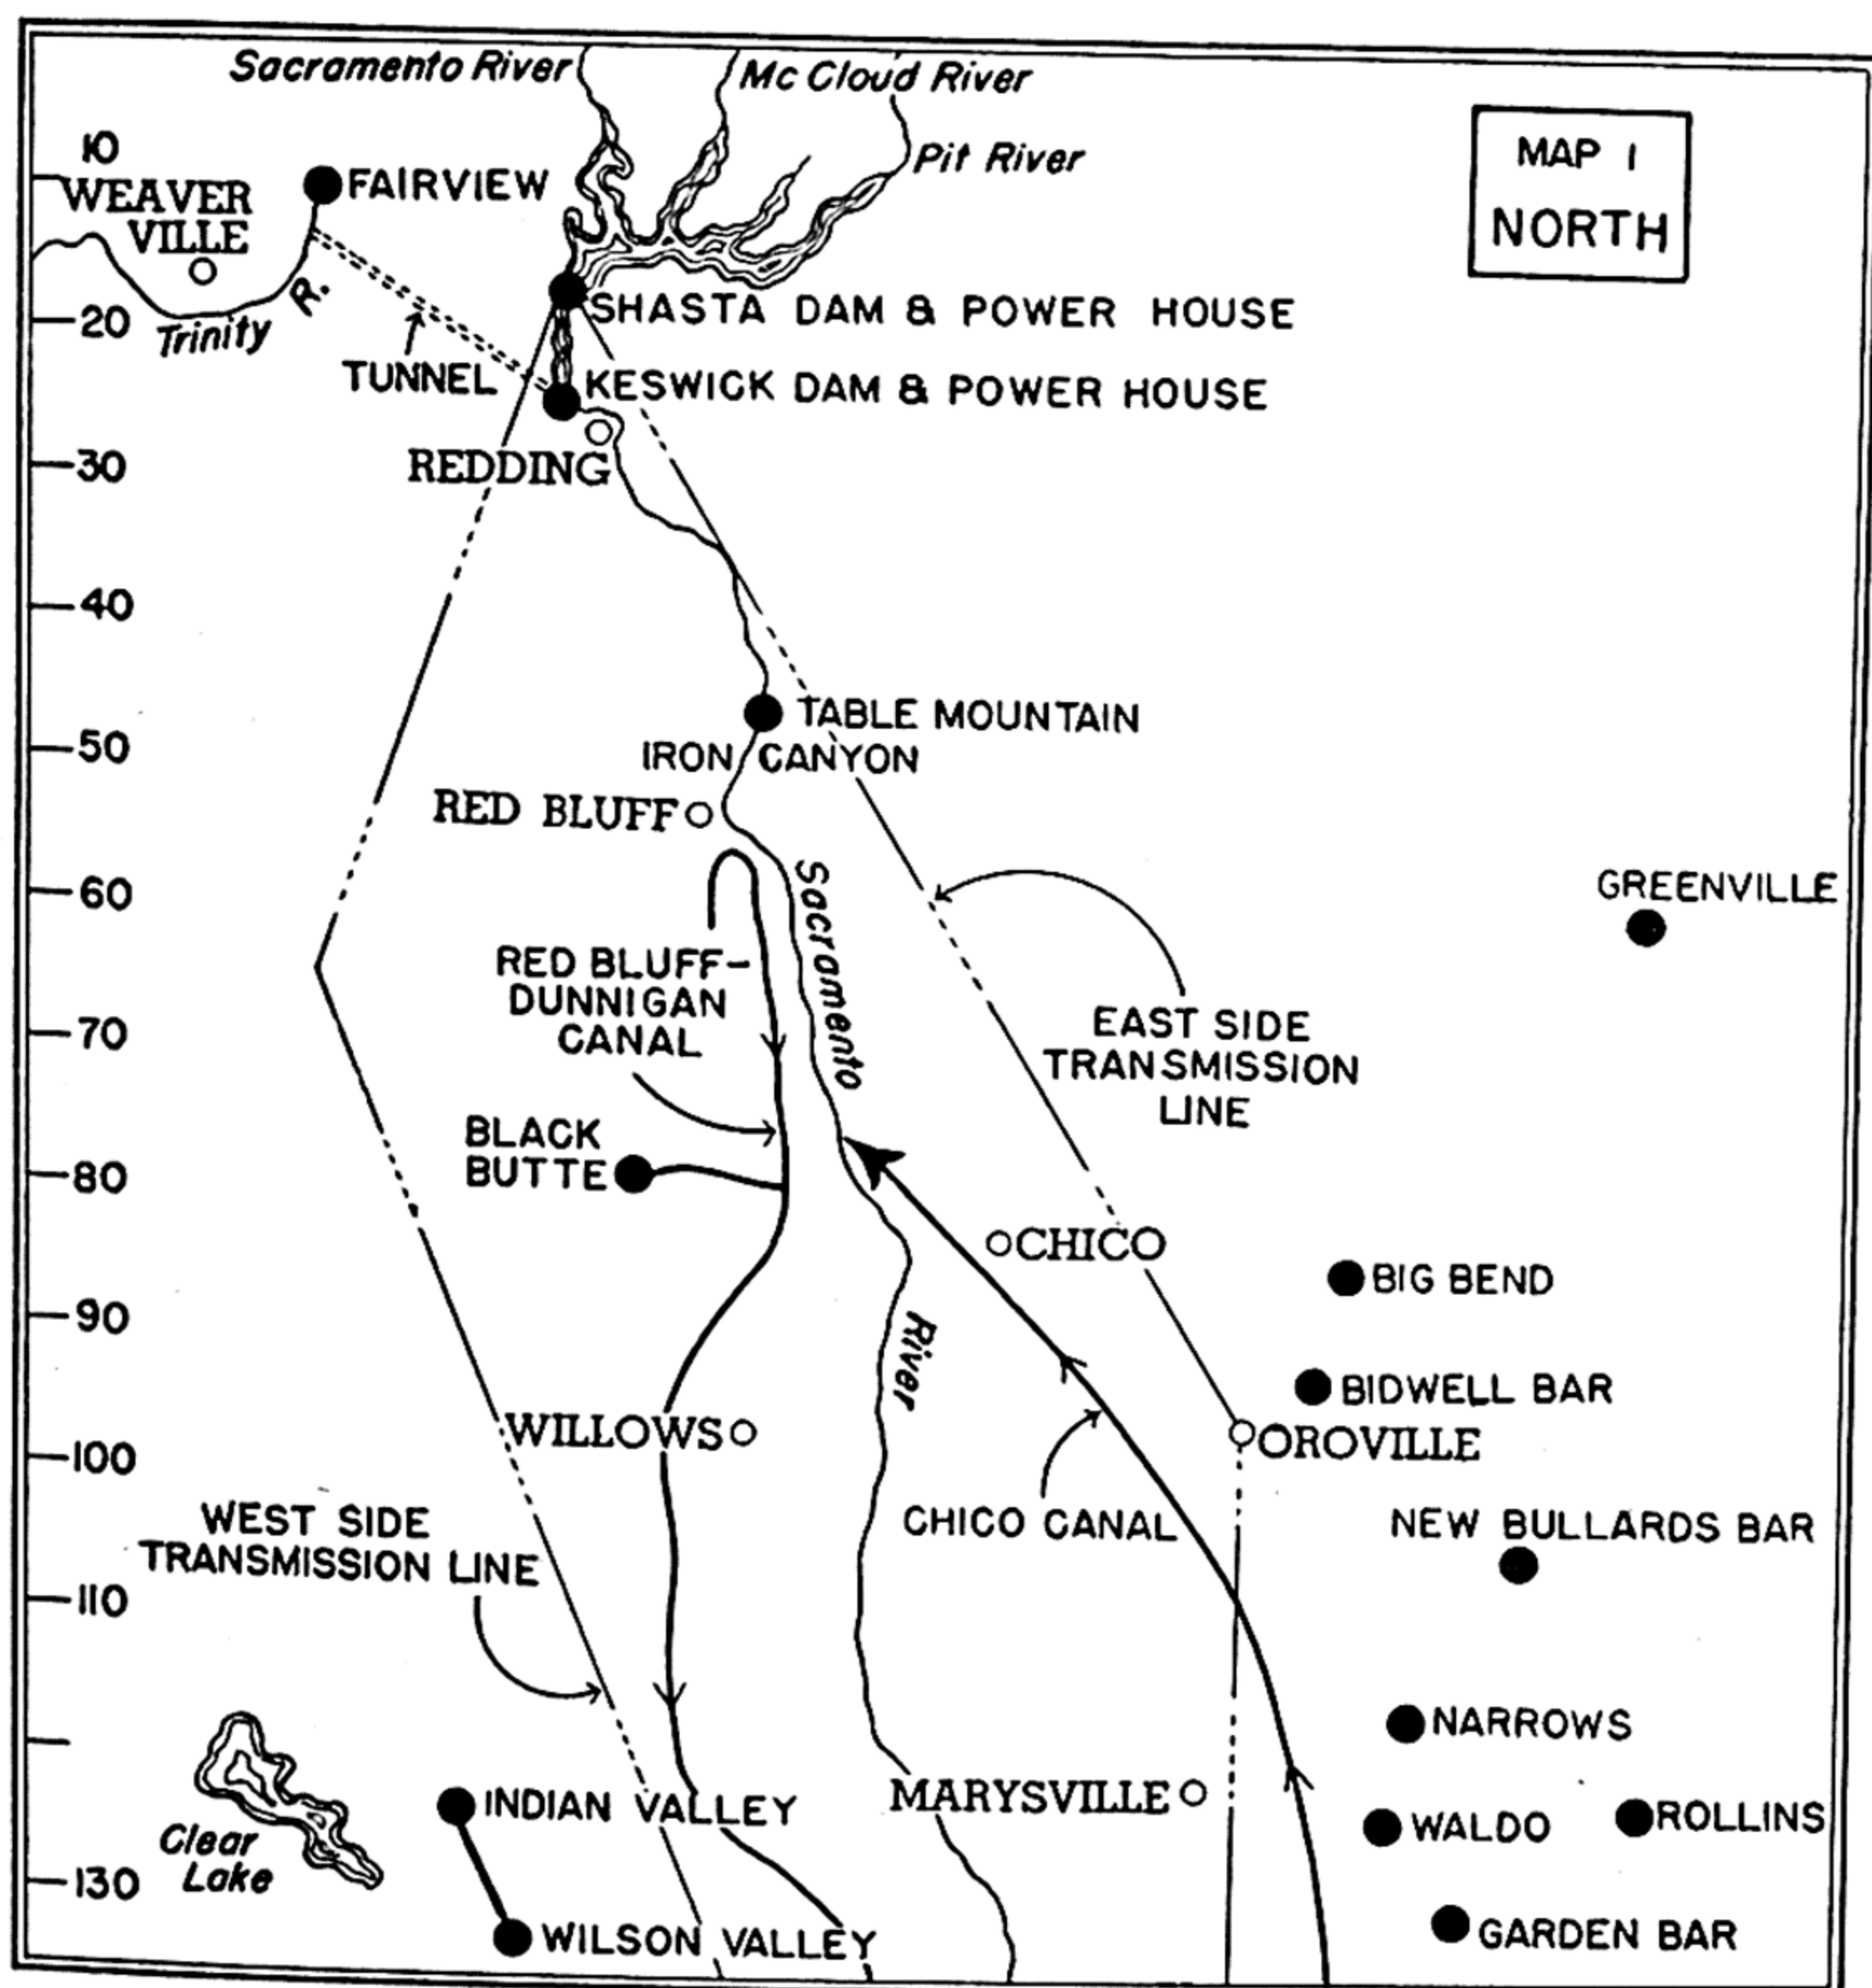 Sacramento River
Mc Cloud River
Pit River
MAP 1
NORTH
10
WEAVER
VILLE
FAIRVIEW
Trinity R.
20
SHASTA DAM & POWER HOUSE
TUNNEL
KESWICK DAM & POWER HOUSE
30
REDDING
40
TABLE MOUNTAIN
50
IRON CANYON
RED BLUFF
60
GREENVILLE
Sacramento
RED BLUFF-
DUNNIGAN
CANAL
70
EAST SIDE
TRANSMISSION
LINE
BLACK
BUTTE
80
CHICO
BIG BEND
90
River
BIDWELL BAR
WILLOWS
OROVILLE
100
WEST SIDE
TRANSMISSION LINE
CHICO CANAL
NEW BULLARDS BAR
110
NARROWS
MARYSVILLE
INDIAN VALLEY
WALDO
ROLLINS
Clear
Lake
130
WILSON VALLEY
GARDEN BAR